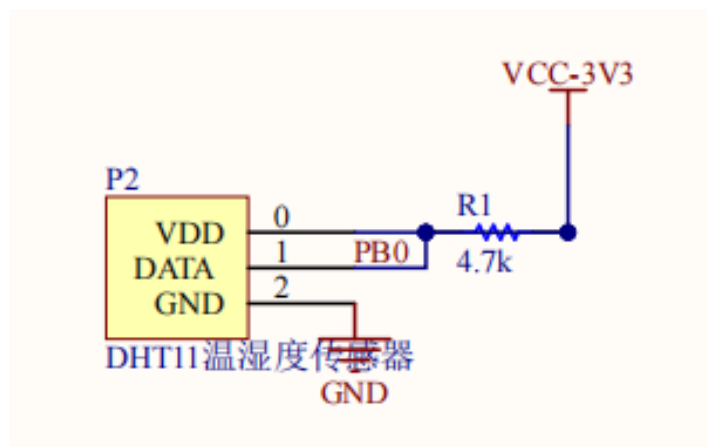 VCC-3V3
P2
R1
VDD 0
PB0
DATA 1
4.7k
GND 2
DHT11温湿度传感器
GND